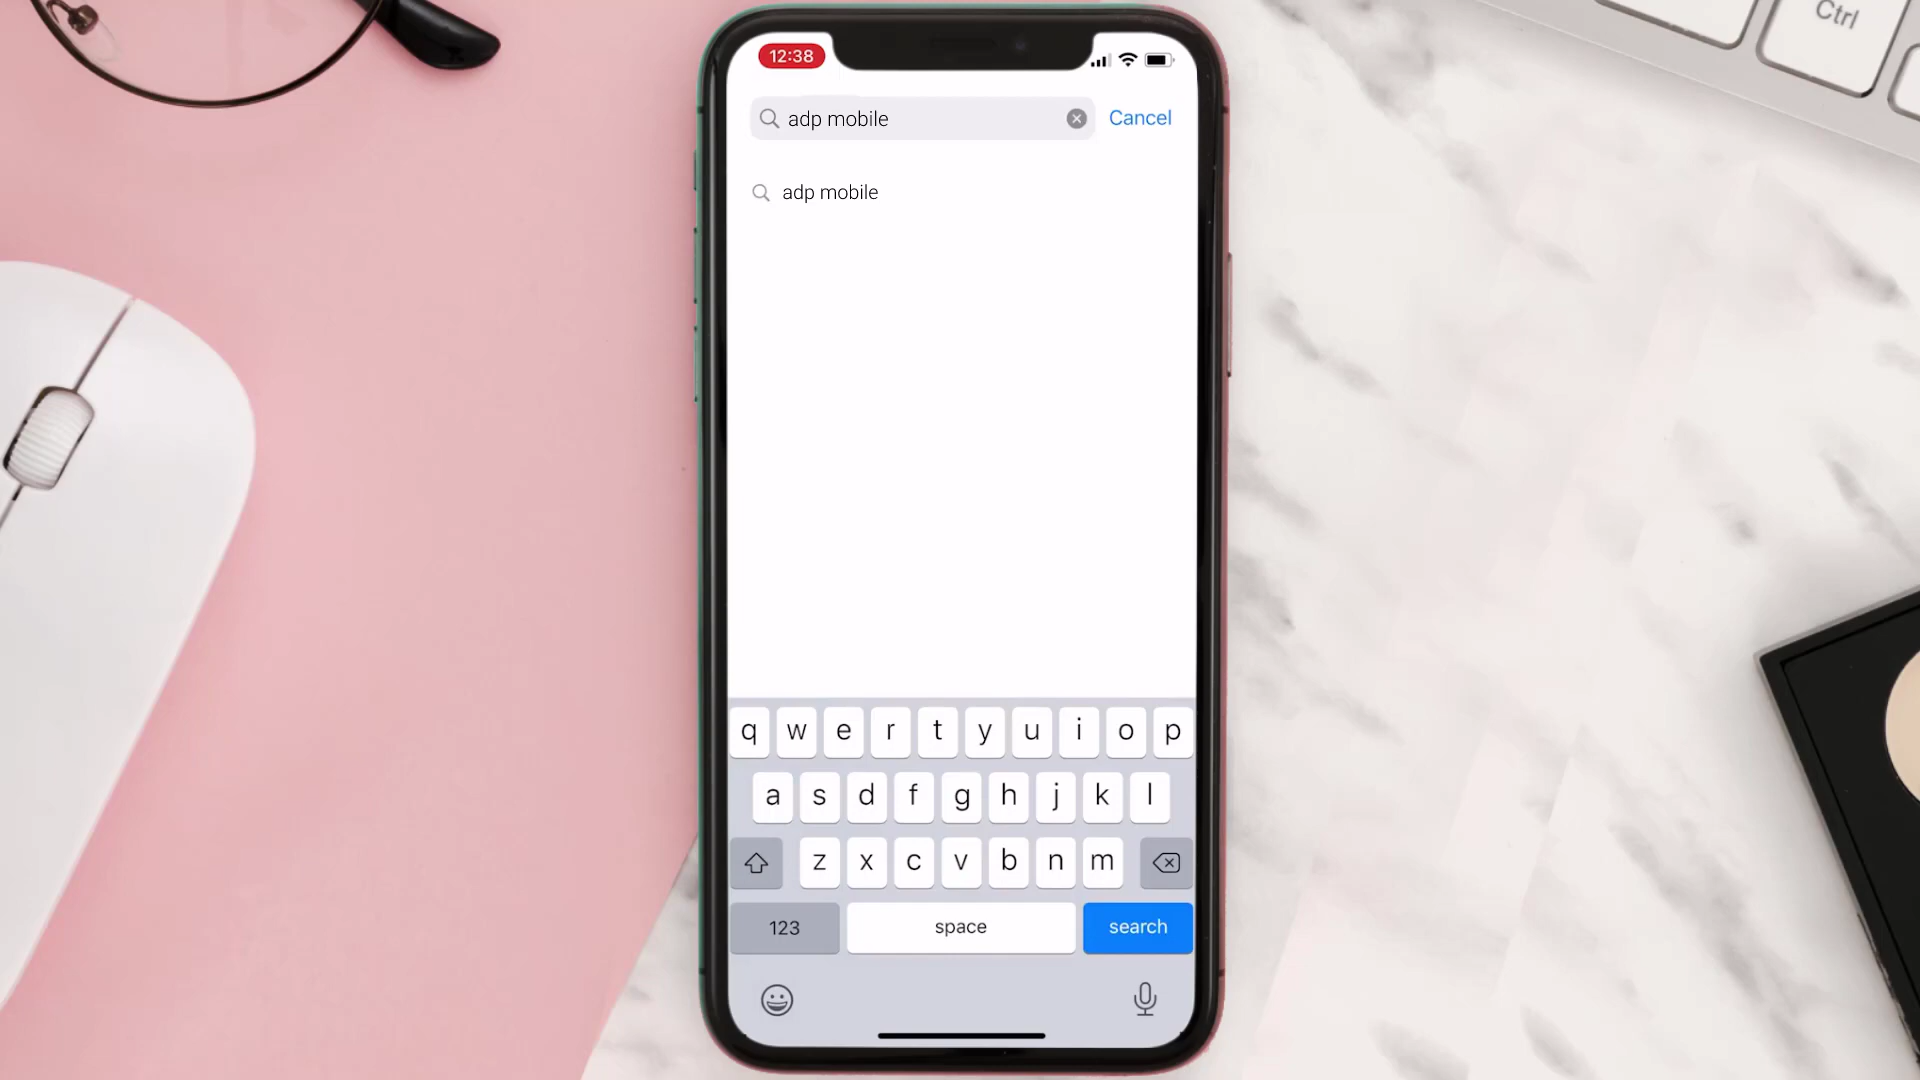 Ctrl
12:38
adp mobile
Cancel
adp mobile
q w e r t y u i o p
a s d f g h j k l
z x c v b n m
123
space
search